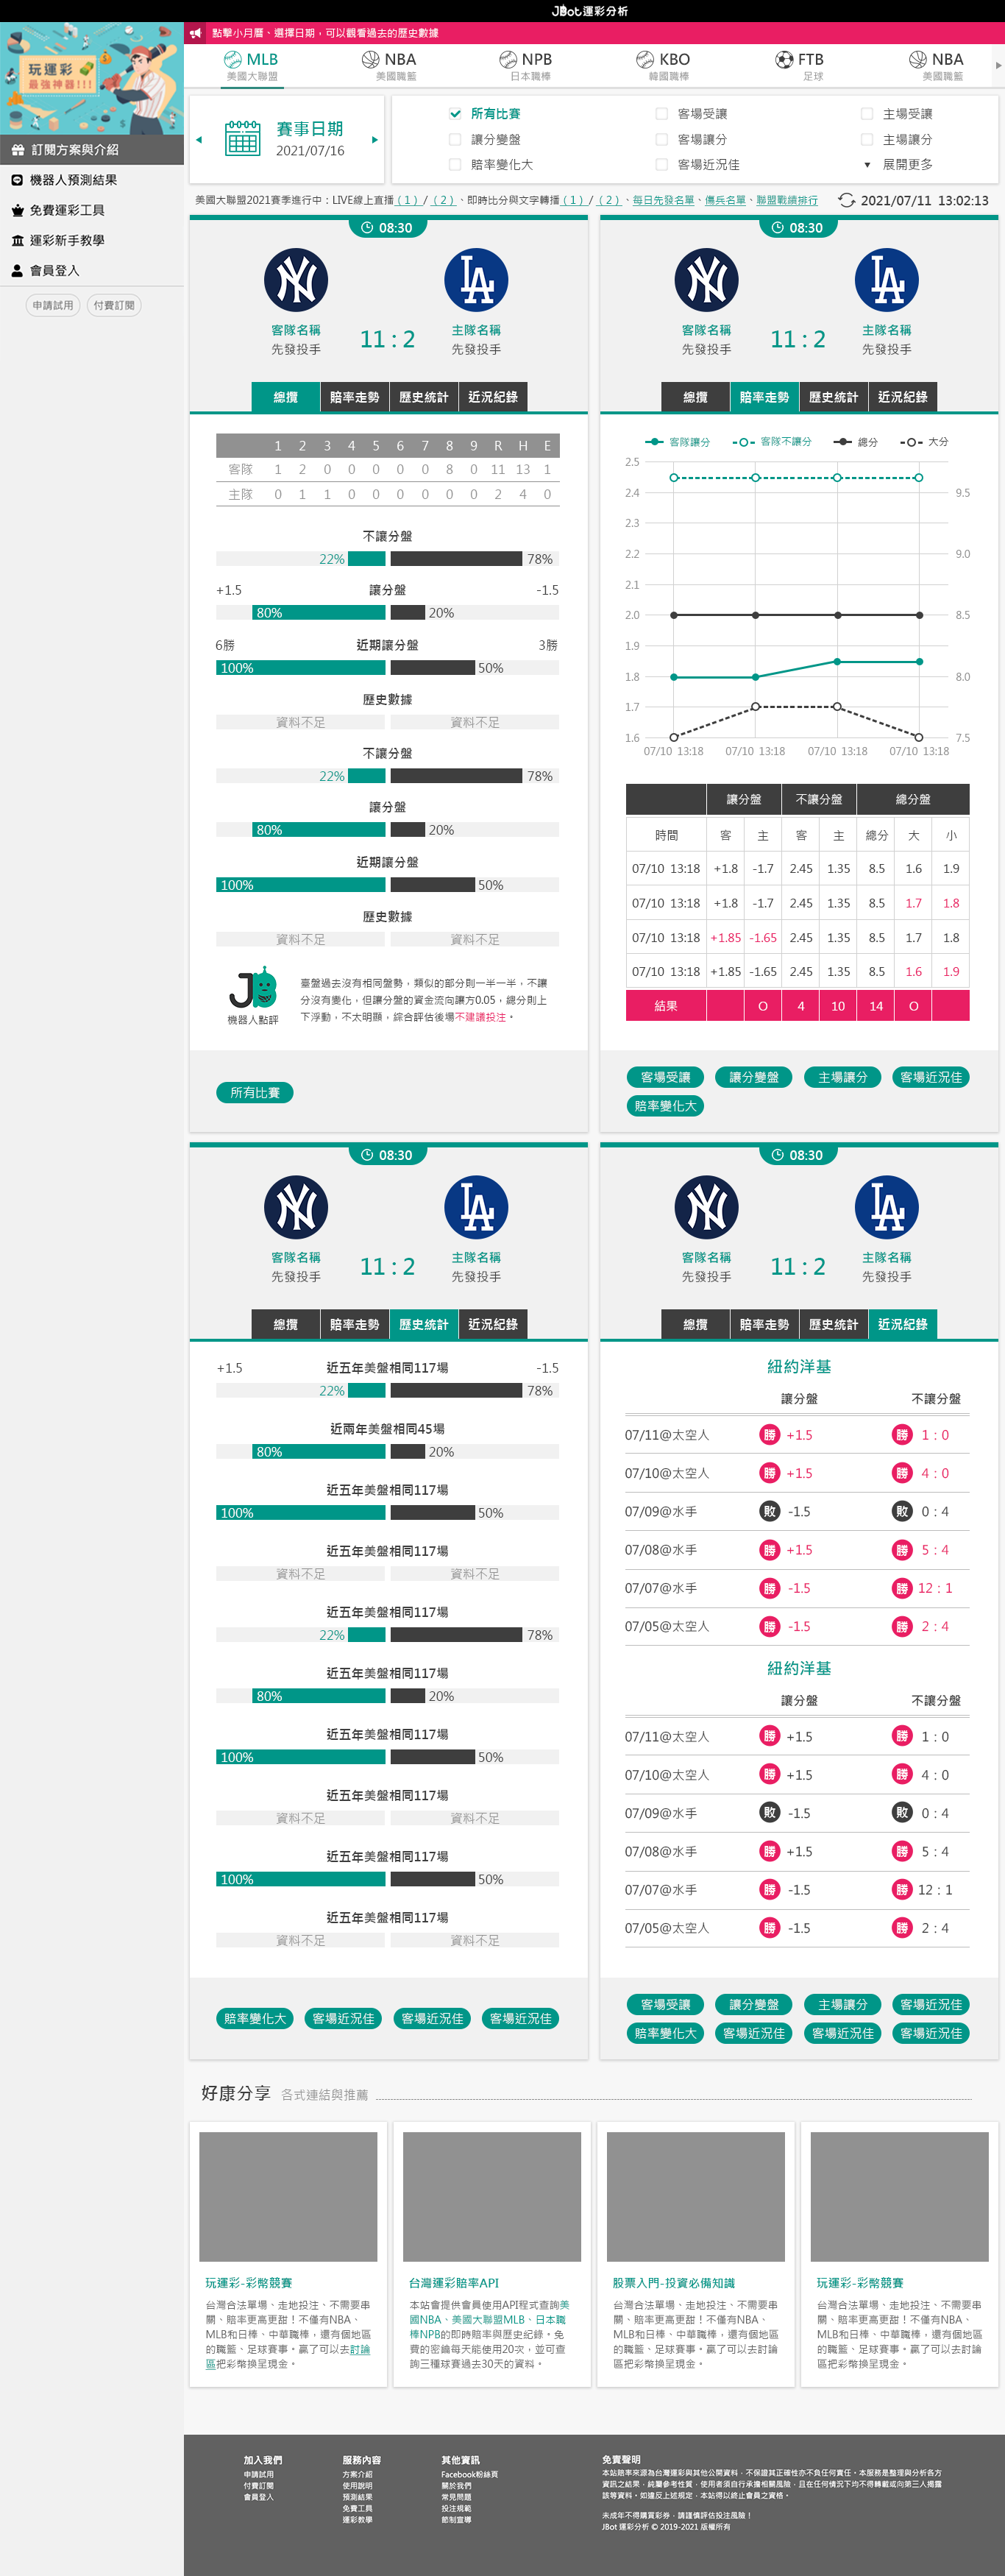 JBot運彩分析
點擊小月曆、選擇日期，可以觀看過去的歷史數據
玩運彩
最強神器!!!
訂閱方案與介紹
機器人預測結果
免費運彩工具
運彩新手教學
會員登入
申請試用 付費訂閱
MLB NBA NPB KBO FTB NBA
美國大聯盟 美國職籃 日本職棒 韓國職棒 足球 美國職籃
賽事日期
2021/07/16
所有比賽 客場受讓 主場受讓
讓分變盤 客場讓分 主場讓分
賠率變化大 客場近況佳 展開更多
美國大聯盟2021賽季進行中：LIVE線上直播（1）/（2）、即時比分與文字轉播（1）/（2）、每日先發名單、傷兵名單、聯盟戰績排行
2021/07/11 13:02:13
08:30
客隊名稱 11 : 2 主隊名稱
先發投手 先發投手
總攬 賠率走勢 歷史統計 近況紀錄
1 2 3 4 5 6 7 8 9 R H E
客隊 1 2 0 0 0 0 0 8 0 11 13 1
主隊 0 1 1 0 0 0 0 0 0 2 4 0
不讓分盤
22% 78%
+1.5 讓分盤 -1.5
80% 20%
6勝 近期讓分盤 3勝
100% 50%
歷史數據
資料不足 資料不足
不讓分盤
22% 78%
讓分盤
80% 20%
近期讓分盤
100% 50%
歷史數據
資料不足 資料不足
JB
機器人點評
臺盤過去沒有相同盤勢，類似的部分則一半一半，不讓
分沒有變化，但讓分盤的資金流向讓方0.05，總分則上
下浮動，不太明顯，綜合評估後場不建議投注。
所有比賽
08:30
客隊名稱 11 : 2 主隊名稱
先發投手 先發投手
總攬 賠率走勢 歷史統計 近況紀錄
客隊讓分 客隊不讓分 總分 大分
2.5
2.4 9.5
2.3
2.2 9.0
2.1
2.0 8.5
1.9
1.8 8.0
1.7
1.6 7.5
07/10 13:18 07/10 13:18 07/10 13:18 07/10 13:18
讓分盤 不讓分盤 總分盤
時間 客 主 客 主 總分 大 小
07/10 13:18 +1.8 -1.7 2.45 1.35 8.5 1.6 1.9
07/10 13:18 +1.8 -1.7 2.45 1.35 8.5 1.7 1.8
07/10 13:18 +1.85 -1.65 2.45 1.35 8.5 1.7 1.8
07/10 13:18 +1.85 -1.65 2.45 1.35 8.5 1.6 1.9
結果 O 4 10 14 O
客場受讓 讓分變盤 主場讓分 客場近況佳
賠率變化大
08:30
客隊名稱 11 : 2 主隊名稱
先發投手 先發投手
總攬 賠率走勢 歷史統計 近況紀錄
+1.5 近五年美盤相同117場 -1.5
22% 78%
近兩年美盤相同45場
80% 20%
近五年美盤相同117場
100% 50%
近五年美盤相同117場
資料不足 資料不足
近五年美盤相同117場
22% 78%
近五年美盤相同117場
80% 20%
近五年美盤相同117場
100% 50%
近五年美盤相同117場
資料不足 資料不足
近五年美盤相同117場
100% 50%
近五年美盤相同117場
資料不足 資料不足
賠率變化大 客場近況佳 客場近況佳 客場近況佳
08:30
客隊名稱 11 : 2 主隊名稱
先發投手 先發投手
總攬 賠率走勢 歷史統計 近況紀錄
紐約洋基
讓分盤 不讓分盤
07/11@太空人 勝 +1.5 勝 1 : 0
07/10@太空人 勝 +1.5 勝 4 : 0
07/09@水手 敗 -1.5 敗 0 : 4
07/08@水手 勝 +1.5 勝 5 : 4
07/07@水手 勝 -1.5 勝 12 : 1
07/05@太空人 勝 -1.5 勝 2 : 4
紐約洋基
讓分盤 不讓分盤
07/11@太空人 勝 +1.5 勝 1 : 0
07/10@太空人 勝 +1.5 勝 4 : 0
07/09@水手 敗 -1.5 敗 0 : 4
07/08@水手 勝 +1.5 勝 5 : 4
07/07@水手 勝 -1.5 勝 12 : 1
07/05@太空人 勝 -1.5 勝 2 : 4
客場受讓 讓分變盤 主場讓分 客場近況佳
賠率變化大 客場近況佳 客場近況佳 客場近況佳
好康分享 各式連結與推薦
玩運彩-彩幣競賽
台灣合法單場、走地投注、不需要串
關、賠率更高更甜！不僅有NBA、
MLB和日棒、中華職棒，還有個地區
的職籃、足球賽事。贏了可以去討論
區把彩幣換呈現金。
台灣運彩賠率API
本站會提供會員使用API程式查詢美
國NBA、美國大聯盟MLB、日本職
棒NPB的即時賠率與歷史紀錄。免
費的密鑰每天能使用20次，並可查
詢三種球賽過去30天的資料。
股票入門-投資必備知識
台灣合法單場、走地投注、不需要串
關、賠率更高更甜！不僅有NBA、
MLB和日棒、中華職棒，還有個地區
的職籃、足球賽事。贏了可以去討論
區把彩幣換呈現金。
玩運彩-彩幣競賽
台灣合法單場、走地投注、不需要串
關、賠率更高更甜！不僅有NBA、
MLB和日棒、中華職棒，還有個地區
的職籃、足球賽事。贏了可以去討論
區把彩幣換呈現金。
加入我們
申請試用
付費訂閱
會員登入
服務內容
方案介紹
使用說明
預測結果
免費工具
運彩教學
其他資訊
Facebook粉絲頁
關於我們
常見問題
投注規範
節制宣導
免責聲明
本站賠率來源為台灣運彩與其他公開資料，不保證其正確性亦不負任何責任。本服務是整理與分析各方
資訊之結果，純屬參考性質，使用者須自行承擔相關風險，且在任何情況下均不得轉載或向第三人揭露
該等資料。如違反上述規定，本站得以終止會員之資格。
未成年不得購買彩券，請謹慎評估投注風險！
JBot 運彩分析 © 2019-2021 版權所有